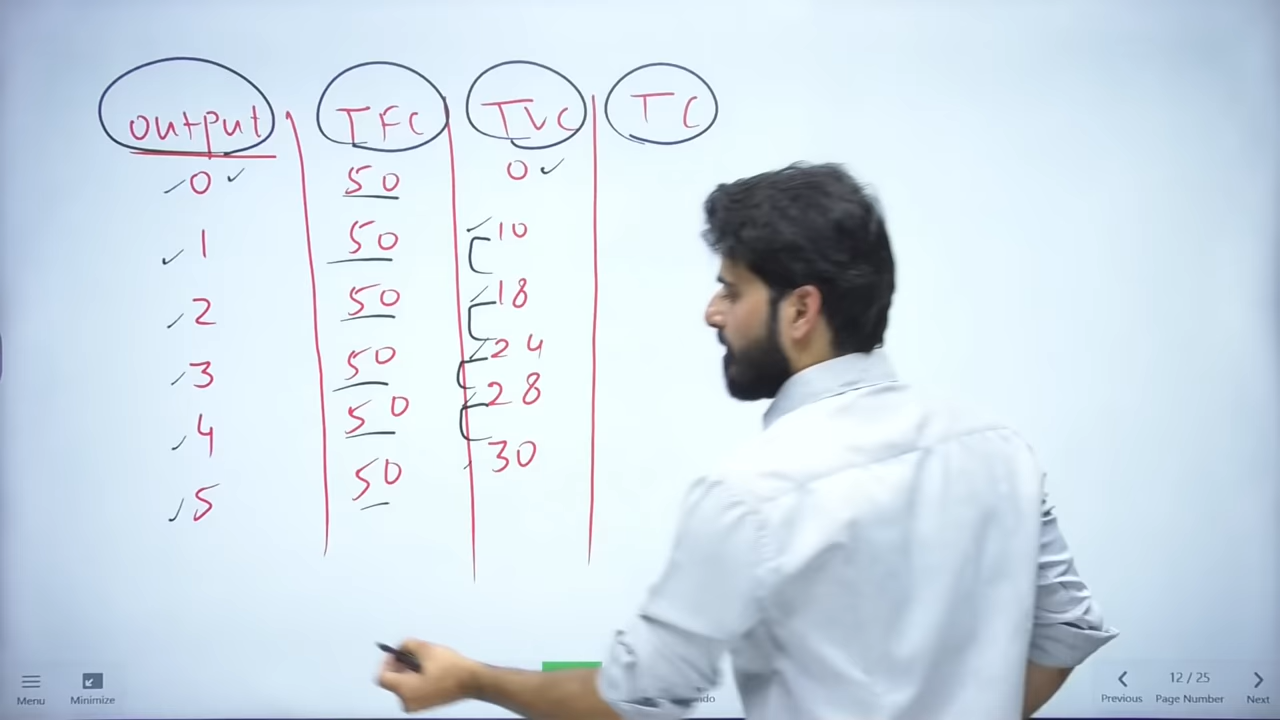 output TFC TVC TC
0 50 0
1 50 10
2 50 18
3 50 24
4 50 28
5 50 30
Menu Minimize Previous 12 / 25 Page Number Next